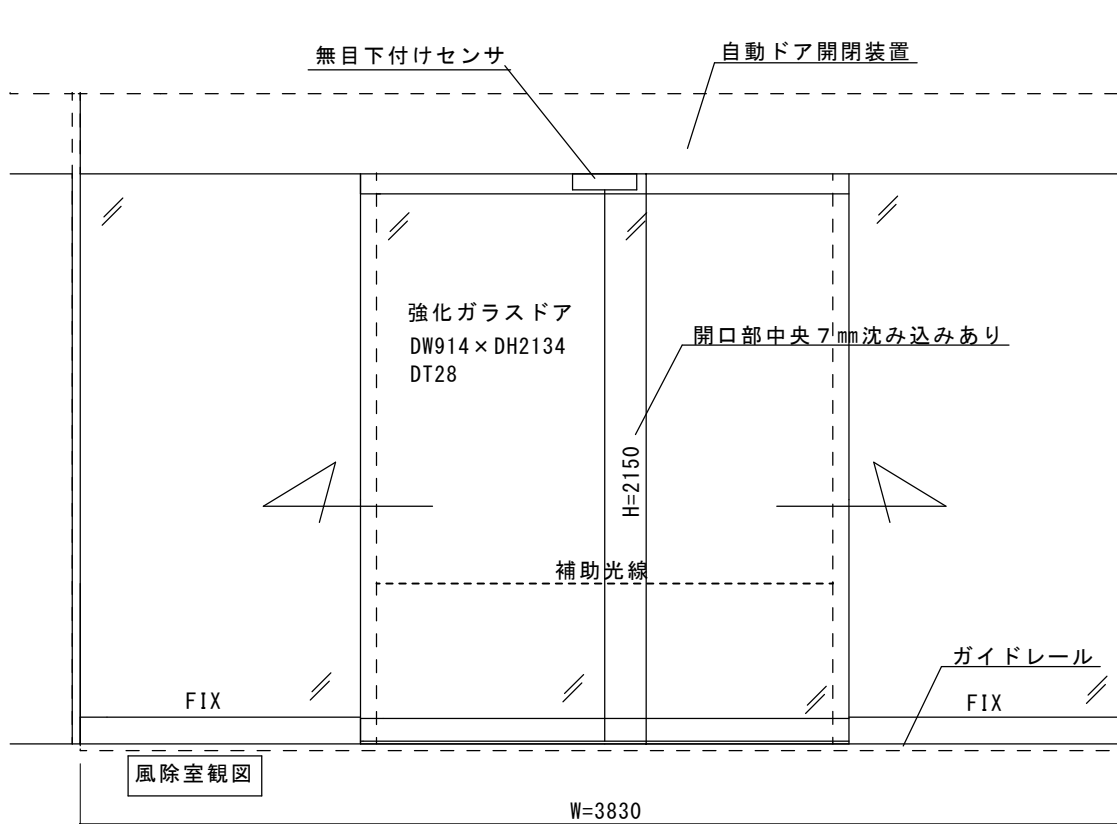 無目下付けセンサ
自動ドア開閉装置
強化ガラスドア
DW914×DH2134
DT28
開口部中央7㎜沈み込みあり
H=2150
補助光線
ガイドレール
FIX
FIX
風除室観図
W=3830